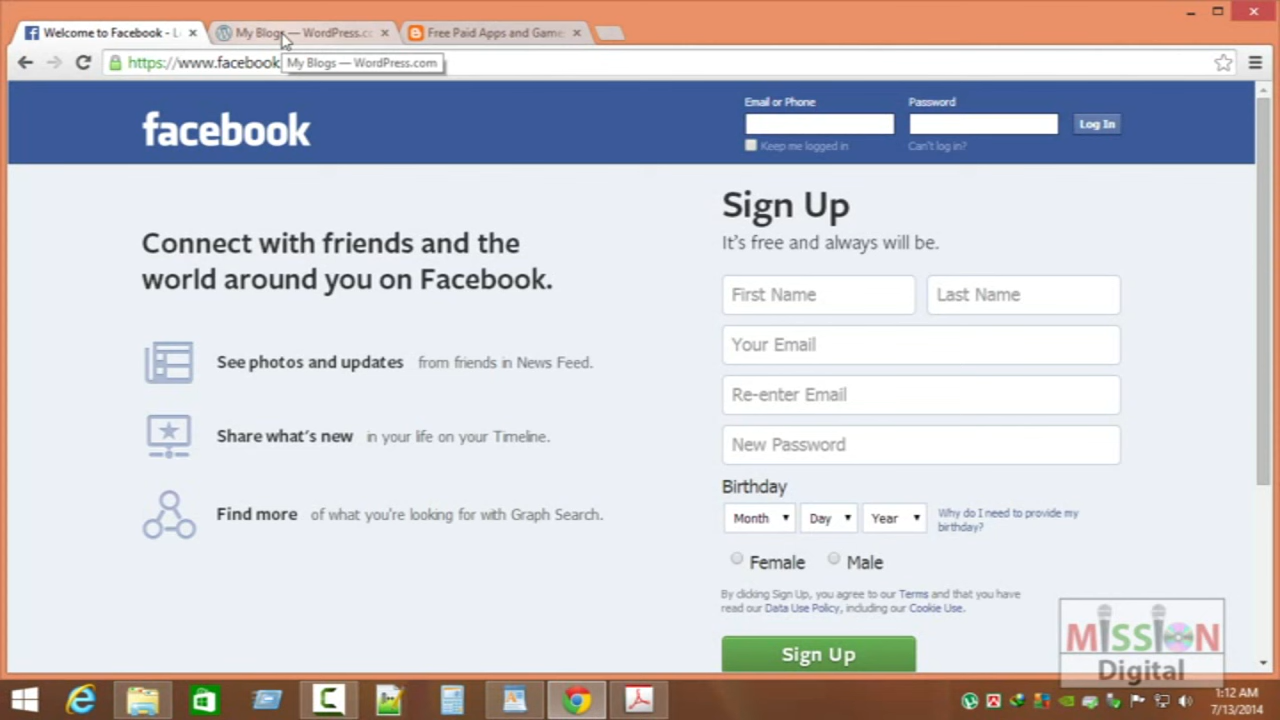 Welcome to Facebook - L
My Blogs — WordPress.c
Free Paid Apps and Game
https://www.facebook
My Blogs — WordPress.com
facebook
Email or Phone
Password
Log In
Keep me logged in
Can't log in?
Connect with friends and the
world around you on Facebook.
See photos and updates from friends in News Feed.
Share what's new in your life on your Timeline.
Find more of what you're looking for with Graph Search.
Sign Up
It's free and always will be.
First Name
Last Name
Your Email
Re-enter Email
New Password
Birthday
Month
Day
Year
Why do I need to provide my
birthday?
Female
Male
By clicking Sign Up, you agree to our Terms and that you have
read our Data Use Policy, including our Cookie Use.
Sign Up
MISSION
Digital
1:12 AM
7/13/2014